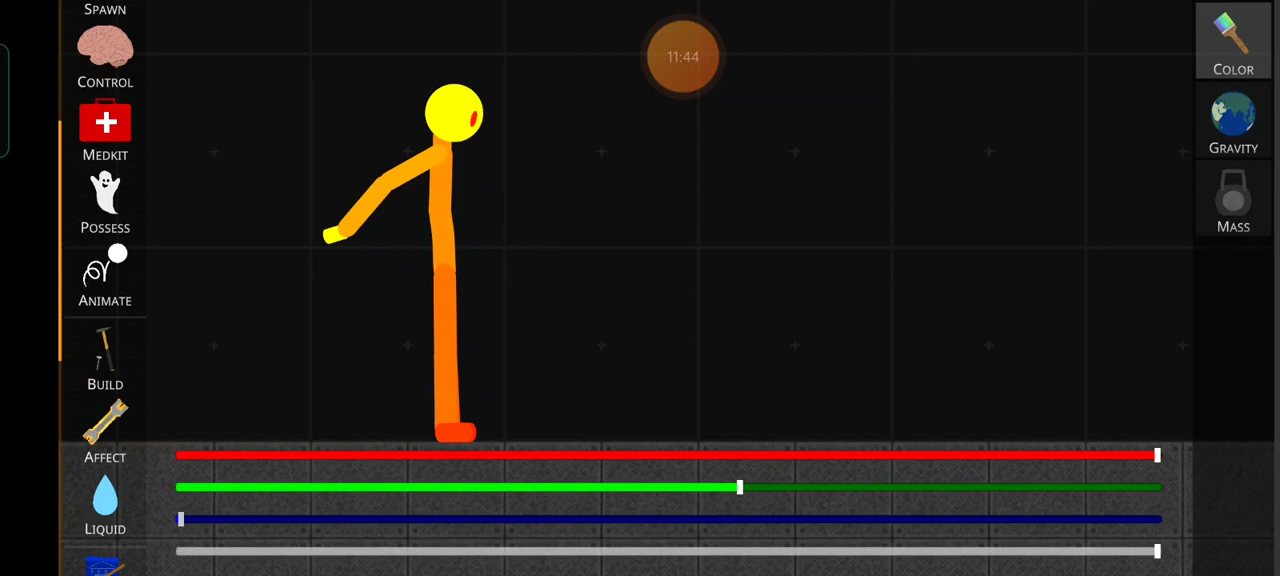 SPAWN
CONTROL
MEDKIT
POSSESS
ANIMATE
BUILD
AFFECT
LIQUID
11:44
COLOR
GRAVITY
MASS